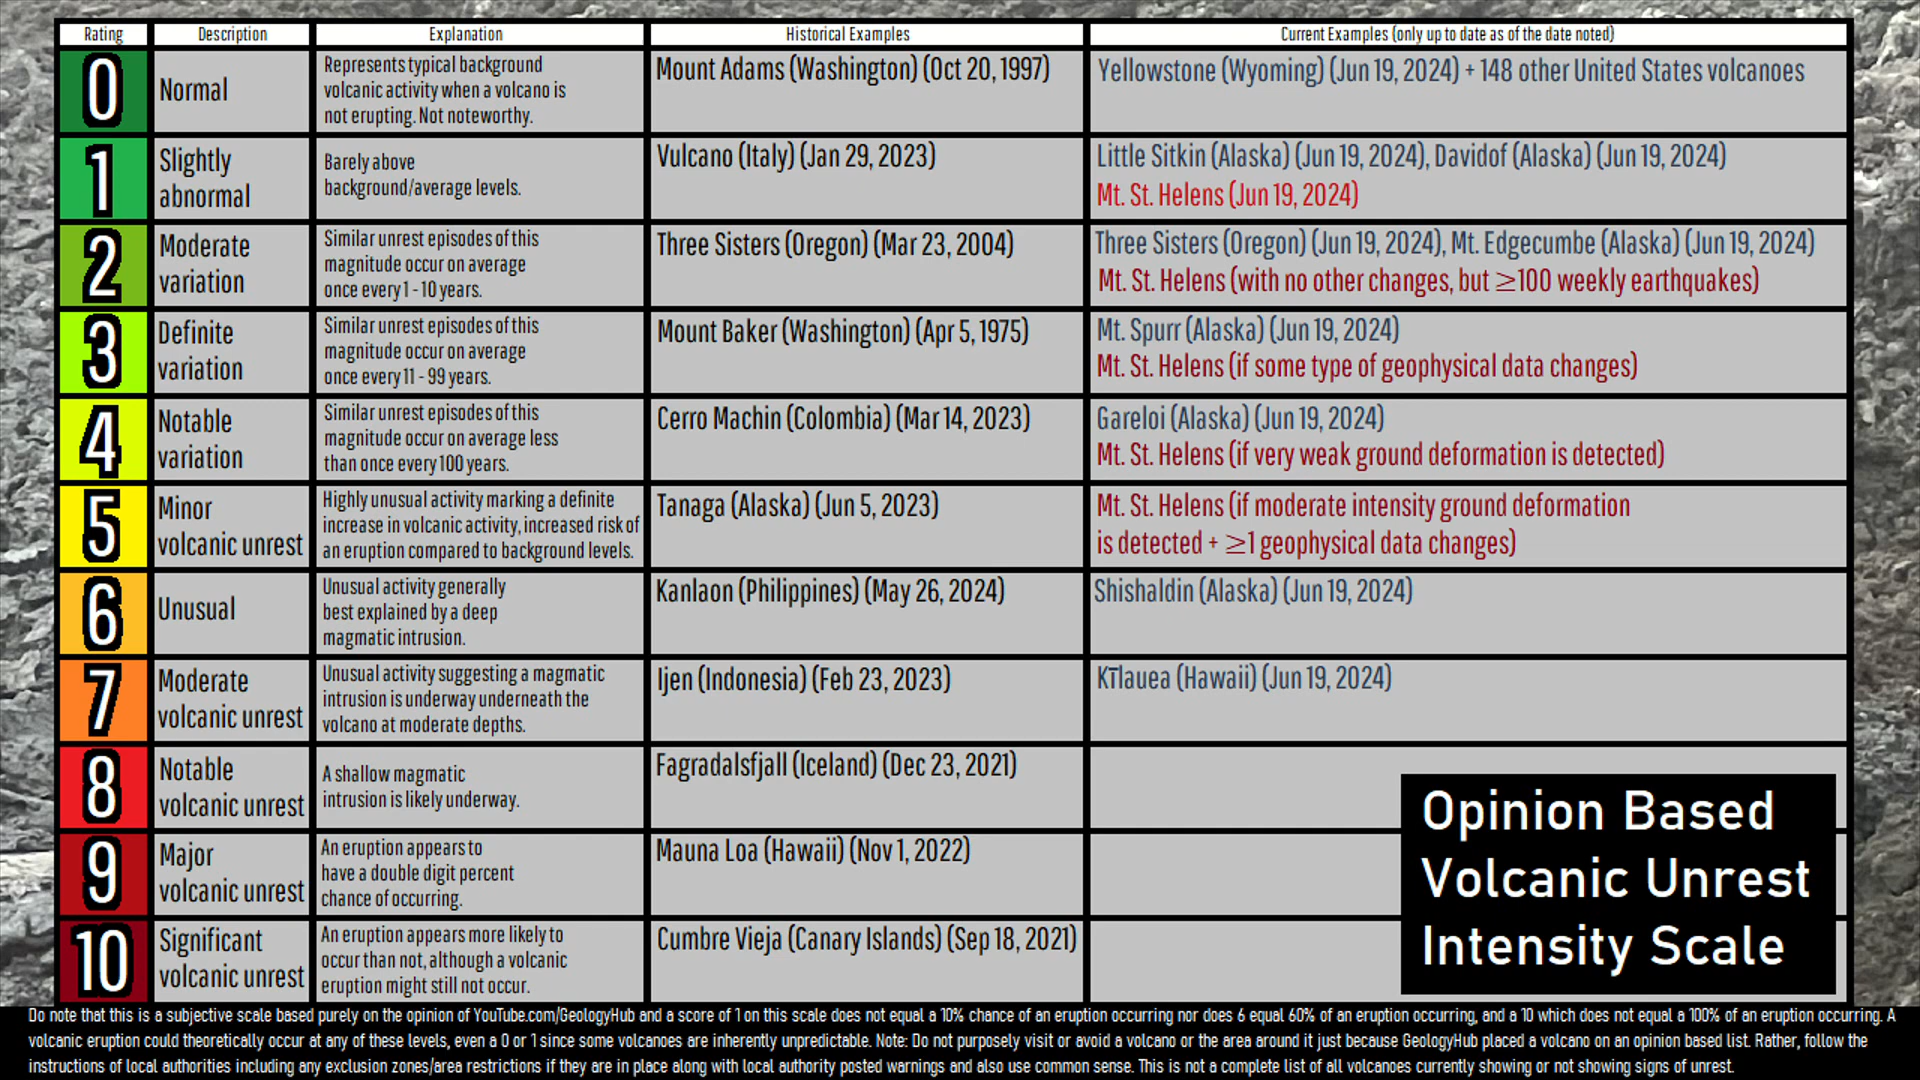 Rating Description Explanation Historical Examples Current Examples (only up to date as of the date noted)
0
Normal
Represents typical background
volcanic activity when a volcano is
not erupting. Not noteworthy.
Mount Adams (Washington) (Oct 20, 1997)
Yellowstone (Wyoming) (Jun 19, 2024) + 148 other United States volcanoes
1
Slightly
abnormal
Barely above
background/average levels.
Vulcano (Italy) (Jan 29, 2023)
Little Sitkin (Alaska) (Jun 19, 2024), Davidof (Alaska) (Jun 19, 2024)
Mt. St. Helens (Jun 19, 2024)
2
Moderate
variation
Similar unrest episodes of this
magnitude occur on average
once every 1 - 10 years.
Three Sisters (Oregon) (Mar 23, 2004)
Three Sisters (Oregon) (Jun 19, 2024), Mt. Edgecumbe (Alaska) (Jun 19, 2024)
Mt. St. Helens (with no other changes, but ≥100 weekly earthquakes)
3
Definite
variation
Similar unrest episodes of this
magnitude occur on average
once every 11 - 99 years.
Mount Baker (Washington) (Apr 5, 1975)
Mt. Spurr (Alaska) (Jun 19, 2024)
Mt. St. Helens (if some type of geophysical data changes)
4
Notable
variation
Similar unrest episodes of this
magnitude occur on average less
than once every 100 years.
Cerro Machin (Colombia) (Mar 14, 2023)
Gareloi (Alaska) (Jun 19, 2024)
Mt. St. Helens (if very weak ground deformation is detected)
5
Minor
volcanic unrest
Highly unusual activity marking a definite
increase in volcanic activity, increased risk of
an eruption compared to background levels.
Tanaga (Alaska) (Jun 5, 2023)
Mt. St. Helens (if moderate intensity ground deformation
is detected + ≥1 geophysical data changes)
6
Unusual
Unusual activity generally
best explained by a deep
magmatic intrusion.
Kanlaon (Philippines) (May 26, 2024)
Shishaldin (Alaska) (Jun 19, 2024)
7
Moderate
volcanic unrest
Unusual activity suggesting a magmatic
intrusion is underway underneath the
volcano at moderate depths.
Ijen (Indonesia) (Feb 23, 2023)
Kīlauea (Hawaii) (Jun 19, 2024)
8
Notable
volcanic unrest
A shallow magmatic
intrusion is likely underway.
Fagradalsfjall (Iceland) (Dec 23, 2021)
9
Major
volcanic unrest
An eruption appears to
have a double digit percent
chance of occurring.
Mauna Loa (Hawaii) (Nov 1, 2022)
10
Significant
volcanic unrest
An eruption appears more likely to
occur than not, although a volcanic
eruption might still not occur.
Cumbre Vieja (Canary Islands) (Sep 18, 2021)
Opinion Based
Volcanic Unrest
Intensity Scale
Do note that this is a subjective scale based purely on the opinion of YouTube.com/GeologyHub and a score of 1 on this scale does not equal a 10% chance of an eruption occurring nor does 6 equal 60% of an eruption occurring, and a 10 which does not equal a 100% of an eruption occurring. A
volcanic eruption could theoretically occur at any of these levels, even a 0 or 1 since some volcanoes are inherently unpredictable. Note: Do not purposely visit or avoid a volcano or the area around it just because GeologyHub placed a volcano on an opinion based list. Rather, follow the
instructions of local authorities including any exclusion zones/area restrictions if they are in place along with local authority posted warnings and also use common sense. This is not a complete list of all volcanoes currently showing or not showing signs of unrest.